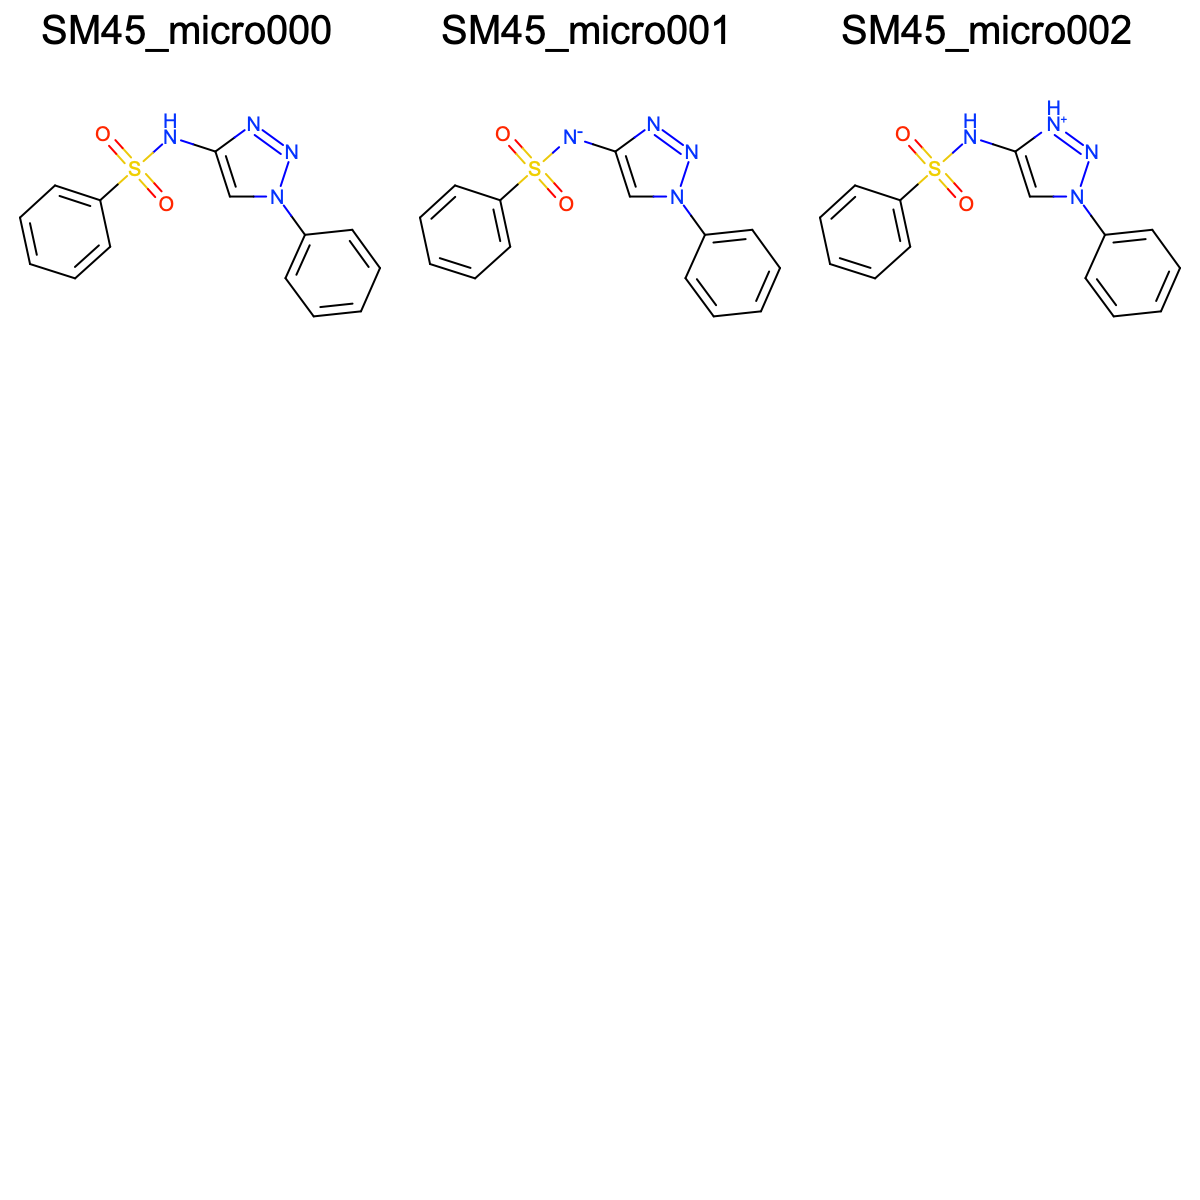 SM45_micro000 SM45_micro001 SM45_micro002
H N N N N S O O
N- N N N S O O
H N H N+ N N S O O